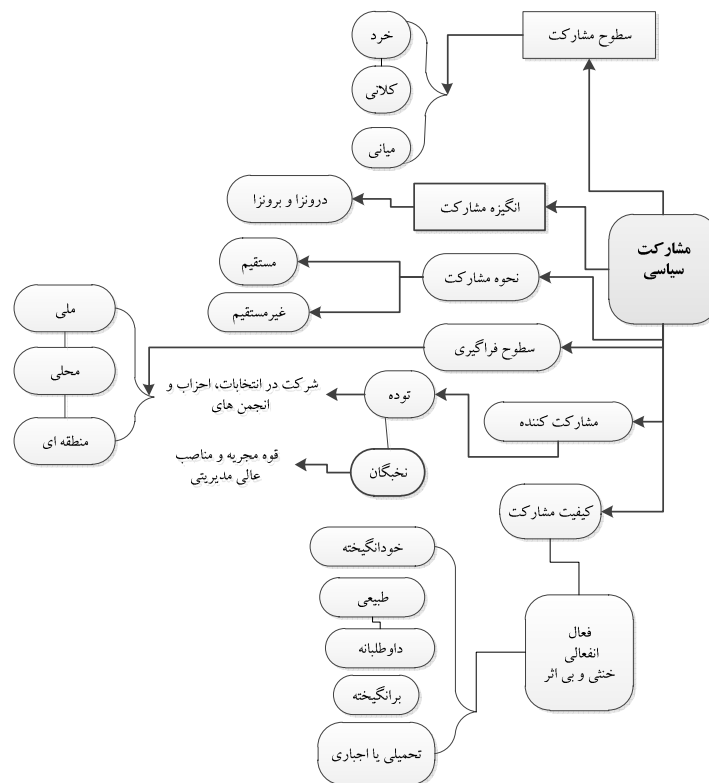 مشارکت
سیاسی
سطوح مشارکت
خرد
کلانی
میانی
انگیزه مشارکت
درونزا و برونزا
نحوه مشارکت
مستقیم
غیرمستقیم
سطوح فراگیری
ملی
محلی
منطقه ای
مشارکت کننده
توده
شرکت در انتخابات، احزاب و
انجمن های
نخبگان
قوه مجریه و مناصب
عالی مدیریتی
کیفیت مشارکت
فعال
انفعالی
خنثی و بی اثر
خودانگیخته
طبیعی
داوطلبانه
برانگیخته
تحمیلی یا اجباری